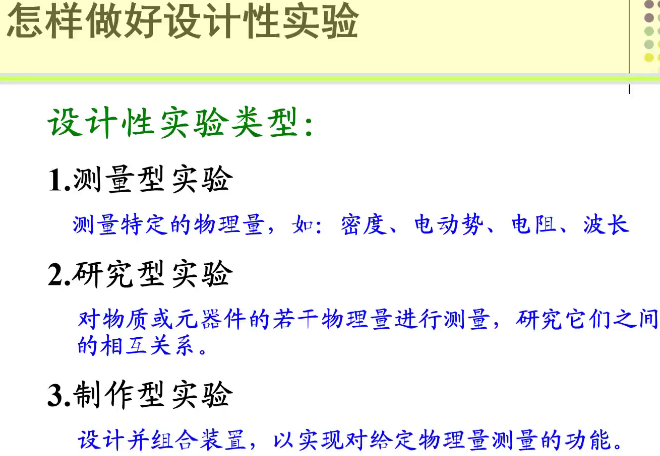 怎样做好设计性实验
设计性实验类型：
1.测量型实验
测量特定的物理量，如：密度、电动势、电阻、波长
2.研究型实验
对物质或元器件的若干物理量进行测量，研究它们之间
的相互关系。
3.制作型实验
设计并组合装置，以实现对给定物理量测量的功能。